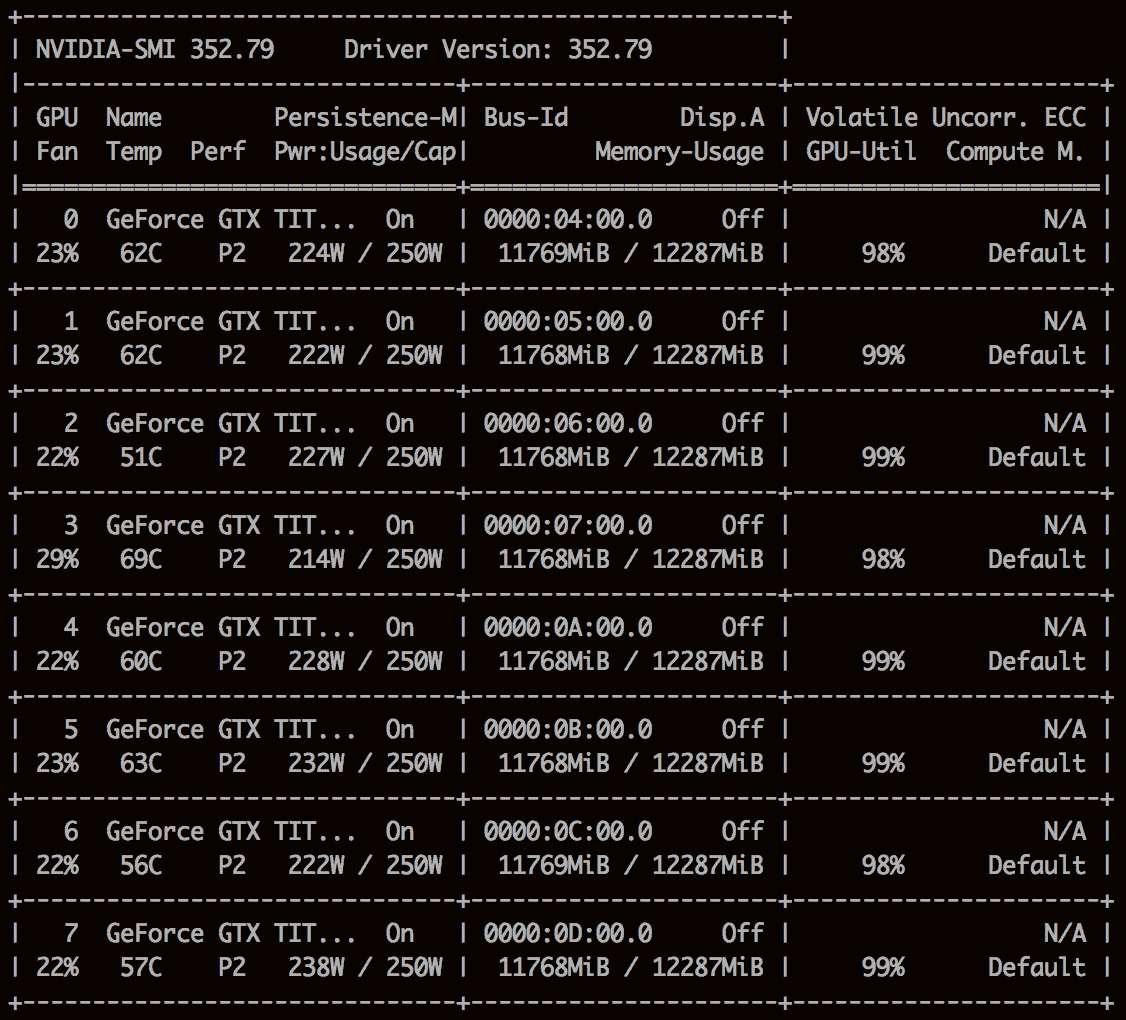 +------------------------------------------------------+
| NVIDIA-SMI 352.79     Driver Version: 352.79         |
|-------------------------------+----------------------+----------------------+
| GPU  Name        Persistence-M| Bus-Id        Disp.A | Volatile Uncorr. ECC |
| Fan  Temp  Perf  Pwr:Usage/Cap|         Memory-Usage | GPU-Util  Compute M. |
|===============================+======================+======================|
|   0  GeForce GTX TIT...  On   | 0000:04:00.0     Off |                  N/A |
| 23%   62C    P2   224W / 250W |  11769MiB / 12287MiB |     98%      Default |
+-------------------------------+----------------------+----------------------+
|   1  GeForce GTX TIT...  On   | 0000:05:00.0     Off |                  N/A |
| 23%   62C    P2   222W / 250W |  11768MiB / 12287MiB |     99%      Default |
+-------------------------------+----------------------+----------------------+
|   2  GeForce GTX TIT...  On   | 0000:06:00.0     Off |                  N/A |
| 22%   51C    P2   227W / 250W |  11768MiB / 12287MiB |     99%      Default |
+-------------------------------+----------------------+----------------------+
|   3  GeForce GTX TIT...  On   | 0000:07:00.0     Off |                  N/A |
| 29%   69C    P2   214W / 250W |  11768MiB / 12287MiB |     98%      Default |
+-------------------------------+----------------------+----------------------+
|   4  GeForce GTX TIT...  On   | 0000:0A:00.0     Off |                  N/A |
| 22%   60C    P2   228W / 250W |  11768MiB / 12287MiB |     99%      Default |
+-------------------------------+----------------------+----------------------+
|   5  GeForce GTX TIT...  On   | 0000:0B:00.0     Off |                  N/A |
| 23%   63C    P2   232W / 250W |  11768MiB / 12287MiB |     99%      Default |
+-------------------------------+----------------------+----------------------+
|   6  GeForce GTX TIT...  On   | 0000:0C:00.0     Off |                  N/A |
| 22%   56C    P2   222W / 250W |  11769MiB / 12287MiB |     98%      Default |
+-------------------------------+----------------------+----------------------+
|   7  GeForce GTX TIT...  On   | 0000:0D:00.0     Off |                  N/A |
| 22%   57C    P2   238W / 250W |  11768MiB / 12287MiB |     99%      Default |
+-------------------------------+----------------------+----------------------+